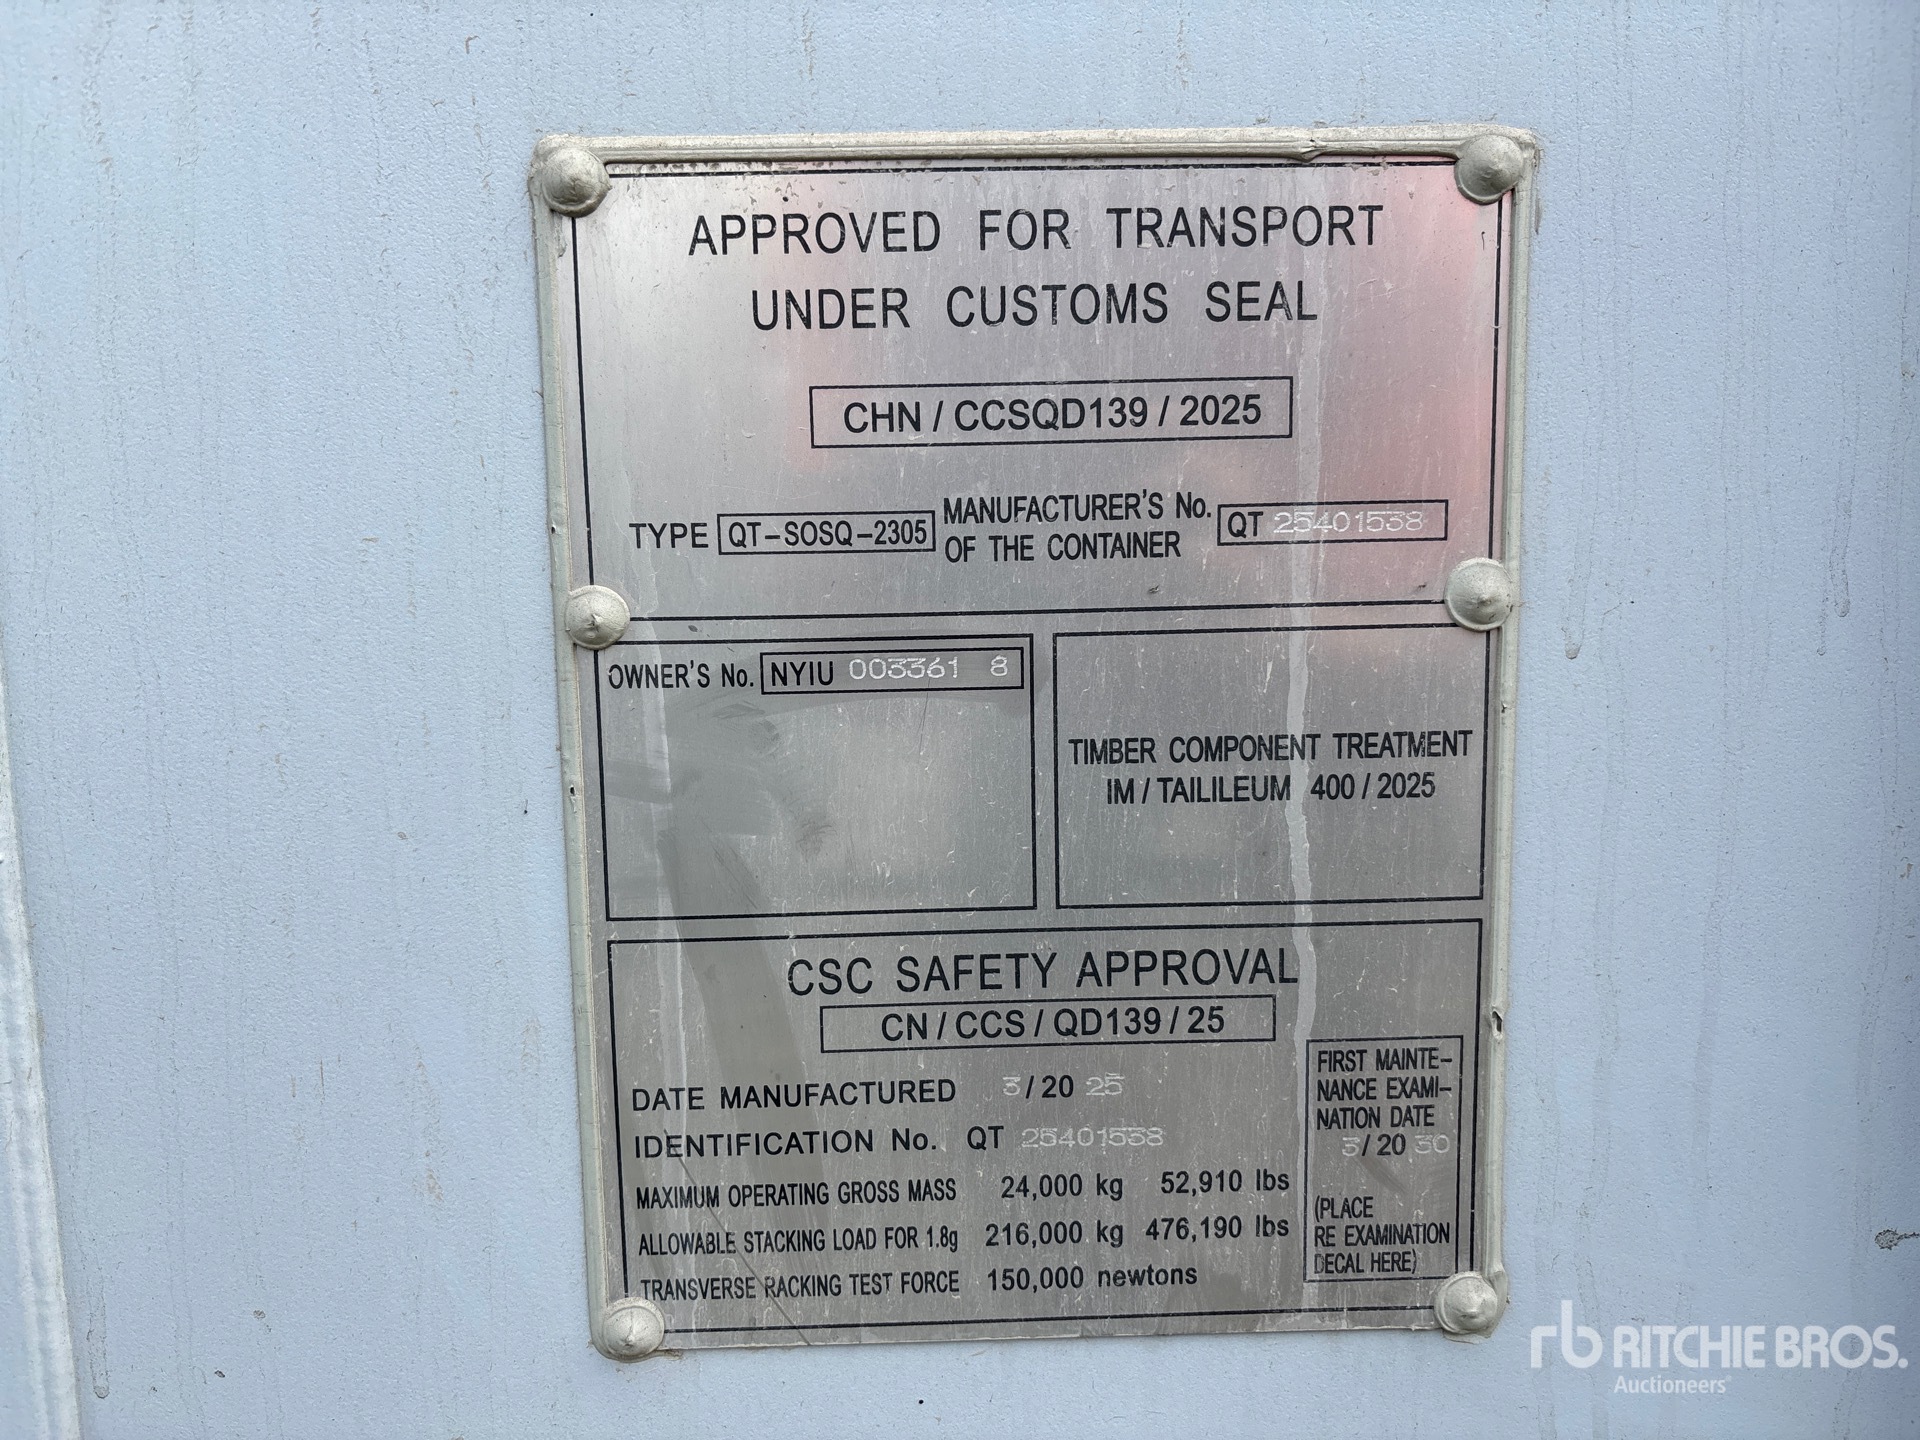 APPROVED FOR TRANSPORT
UNDER CUSTOMS SEAL
CHN / CCSQD139 / 2025
TYPE QT-SOSQ-2305 MANUFACTURER'S No. OF THE CONTAINER QT 25401538
OWNER'S No. NYIU 003361 8
TIMBER COMPONENT TREATMENT
IM / TAILILEUM 400 / 2025
CSC SAFETY APPROVAL
CN / CCS / QD139 / 25
DATE MANUFACTURED 3 / 20 25
IDENTIFICATION No. QT 25401538
MAXIMUM OPERATING GROSS MASS 24,000 kg 52,910 lbs
ALLOWABLE STACKING LOAD FOR 1.8g 216,000 kg 476,190 lbs
TRANSVERSE RACKING TEST FORCE 150,000 newtons
FIRST MAINTE-
NANCE EXAMI-
NATION DATE
3 / 20 30
(PLACE
RE EXAMINATION
DECAL HERE)
rb RITCHIE BROS.
Auctioneers